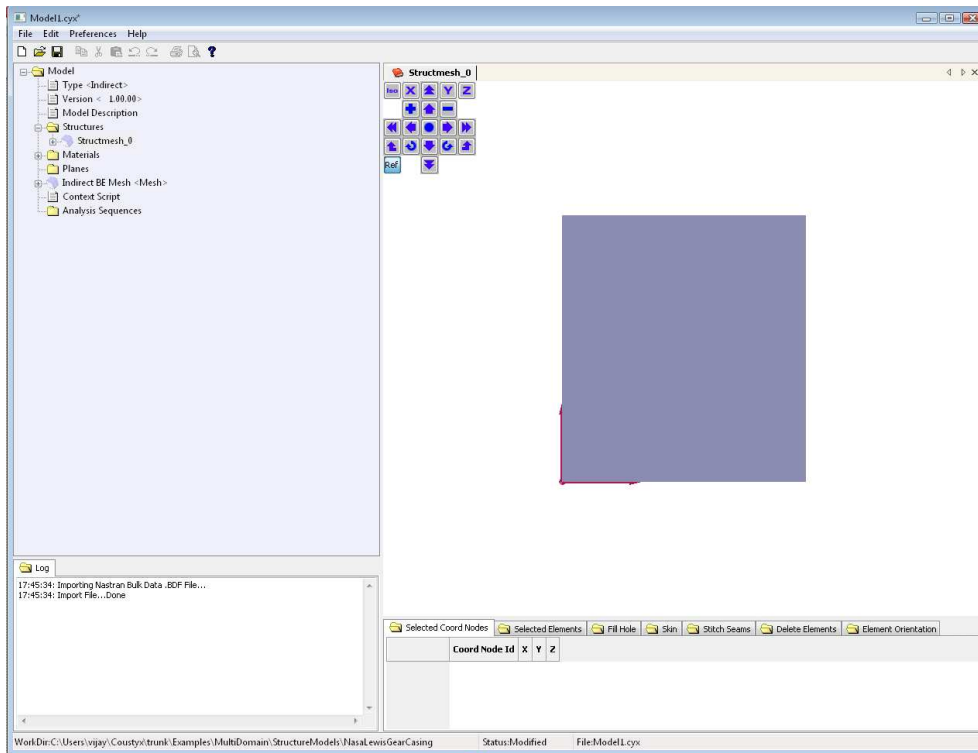 Model1.cyx*
File Edit Preferences Help
Model
Type <Indirect>
Version < 1.00.00>
Model Description
Structures
Structmesh_0
Materials
Planes
Indirect BE Mesh <Mesh>
Context Script
Analysis Sequences
Structmesh_0
Iso X Y Z
Ref
Log
17:45:34: Importing Nastran Bulk Data .BDF File...
17:45:34: Import File...Done
Selected Coord Nodes Selected Elements Fill Hole Skin Stitch Seams Delete Elements Element Orientation
Coord Node Id X Y Z
WorkDir:C:\Users\vijay\Coustyx\trunk\Examples\MultiDomain\StructureModels\NasaLewisGearCasing Status:Modified File:Model1.cyx